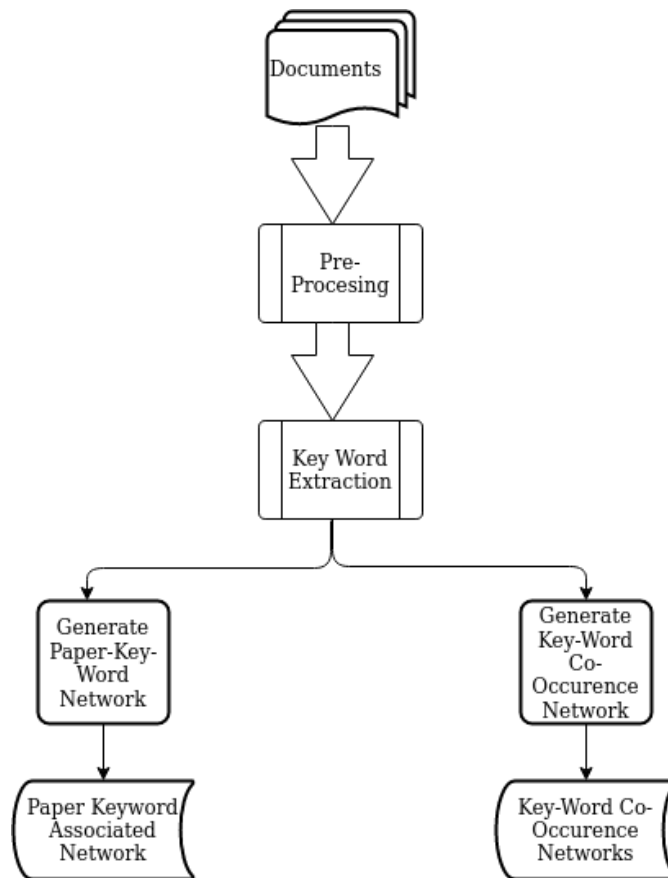 Documents
Pre-
Procesing
Key Word
Extraction
Generate
Paper-Key-
Word
Network
Generate
Key-Word
Co-
Occurence
Network
Paper Keyword
Associated
Network
Key-Word Co-
Occurence
Networks